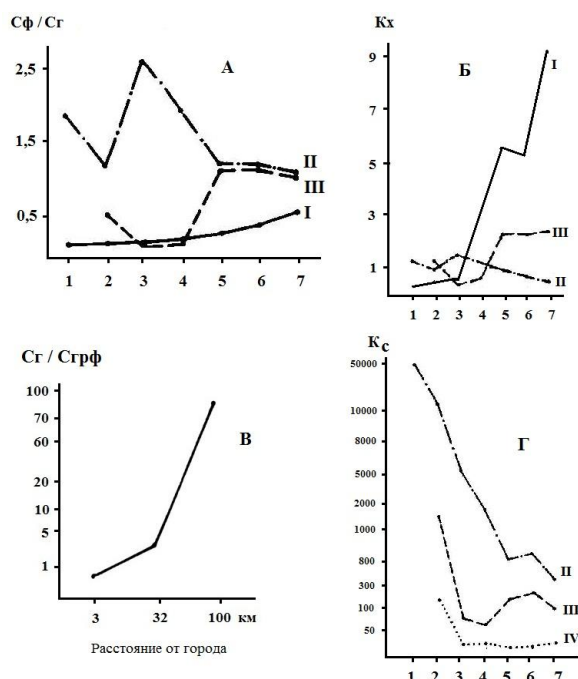 Сф / Сг
А
2,5
1,5
0,5
II
III
I
1 2 3 4 5 6 7
Кх
Б
9
7
5
3
1
I
III
II
1 2 3 4 5 6 7
Сг / Сгрф
В
100
70
60
20
10
5
1
3 32 100 км
Расстояние от города
Кс
Г
50000
10000
8000
5000
2000
1000
800
300
100
50
II
III
IV
1 2 3 4 5 6 7